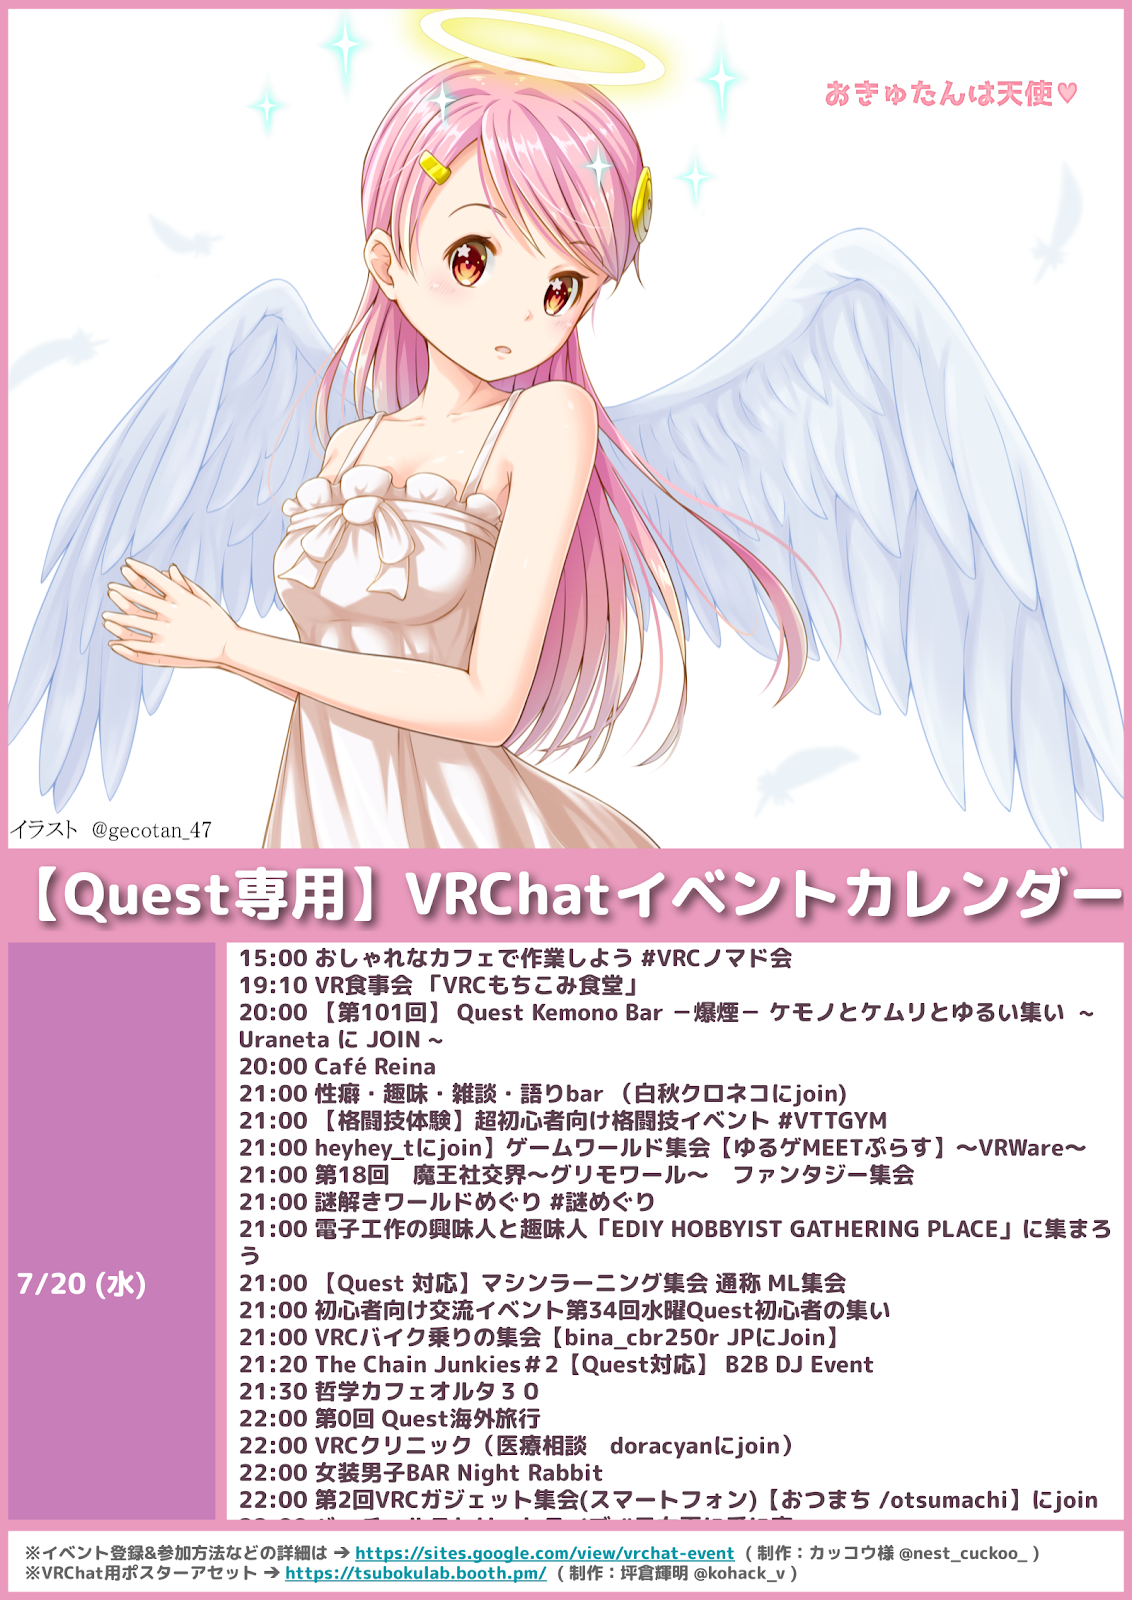 おきゅたんは天使♥
イラスト @gecotan_47
【Quest専用】VRChatイベントカレンダー
7/20 (水)
15:00 おしゃれなカフェで作業しよう #VRCノマド会
19:10 VR食事会 「VRCもちこみ食堂」
20:00 【第101回】 Quest Kemono Bar －爆煙－ ケモノとケムリとゆるい集い ~
Uraneta に JOIN ~
20:00 Café Reina
21:00 性癖・趣味・雑談・語りbar （白秋クロネコにjoin)
21:00 【格闘技体験】超初心者向け格闘技イベント #VTTGYM
21:00 heyhey_tにjoin】ゲームワールド集会【ゆるゲMEETぷらす】～VRWare～
21:00 第18回　魔王社交界～グリモワール～　ファンタジー集会
21:00 謎解きワールドめぐり #謎めぐり
21:00 電子工作の興味人と趣味人「EDIY HOBBYIST GATHERING PLACE」に集まろ
う
21:00 【Quest 対応】マシンラーニング集会 通称 ML集会
21:00 初心者向け交流イベント第34回水曜Quest初心者の集い
21:00 VRCバイク乗りの集会【bina_cbr250r JPにJoin】
21:20 The Chain Junkies＃2【Quest対応】 B2B DJ Event
21:30 哲学カフェオルタ３０
22:00 第0回 Quest海外旅行
22:00 VRCクリニック（医療相談　doracyanにjoin）
22:00 女装男子BAR Night Rabbit
22:00 第2回VRCガジェット集会(スマートフォン)【おつまち /otsumachi】にjoin
※イベント登録&参加方法などの詳細は ➔ https://sites.google.com/view/vrchat-event ( 制作：カッコウ様 @nest_cuckoo_ )
※VRChat用ポスターアセット ➔ https://tsubokulab.booth.pm/ ( 制作：坪倉輝明 @kohack_v )